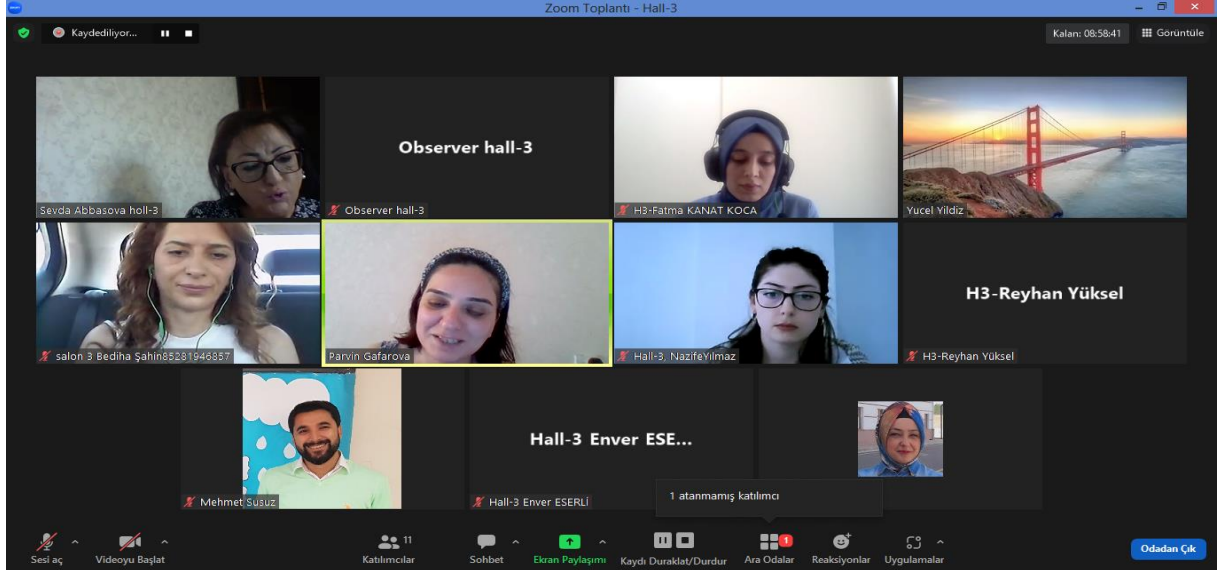 Zoom Toplantı - Hall-3
Kaydediliyor...
Kalan: 08:58:41
Görüntüle
Sevda Abbasova holl-3
Observer hall-3
Observer hall-3
H3-Fatma KANAT KOCA
Yucel Yildiz
salon 3 Bediha Şahin85281946857
Parvin Gafarova
Hall-3, NazifeYılmaz
H3-Reyhan Yüksel
H3-Reyhan Yüksel
Mehmet Susuz
Hall-3 Enver ESE...
Hall-3 Enver ESERLİ
1 atanmamış katılımcı
Sesi aç
Videoyu Başlat
11
Katılımcılar
Sohbet
Ekran Paylaşımı
Kaydı Duraklat/Durdur
1
Ara Odalar
Reaksiyonlar
Uygulamalar
Odadan Çık